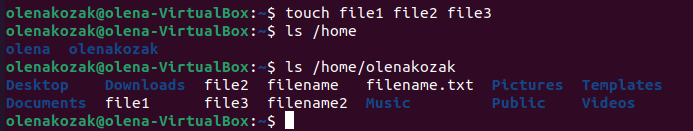 olenakozak@olena-VirtualBox:~$ touch file1 file2 file3
olenakozak@olena-VirtualBox:~$ ls /home
olena  olenakozak
olenakozak@olena-VirtualBox:~$ ls /home/olenakozak
Desktop    Downloads  file2  filename   filename.txt  Pictures  Templates
Documents  file1      file3  filename2  Music         Public    Videos
olenakozak@olena-VirtualBox:~$